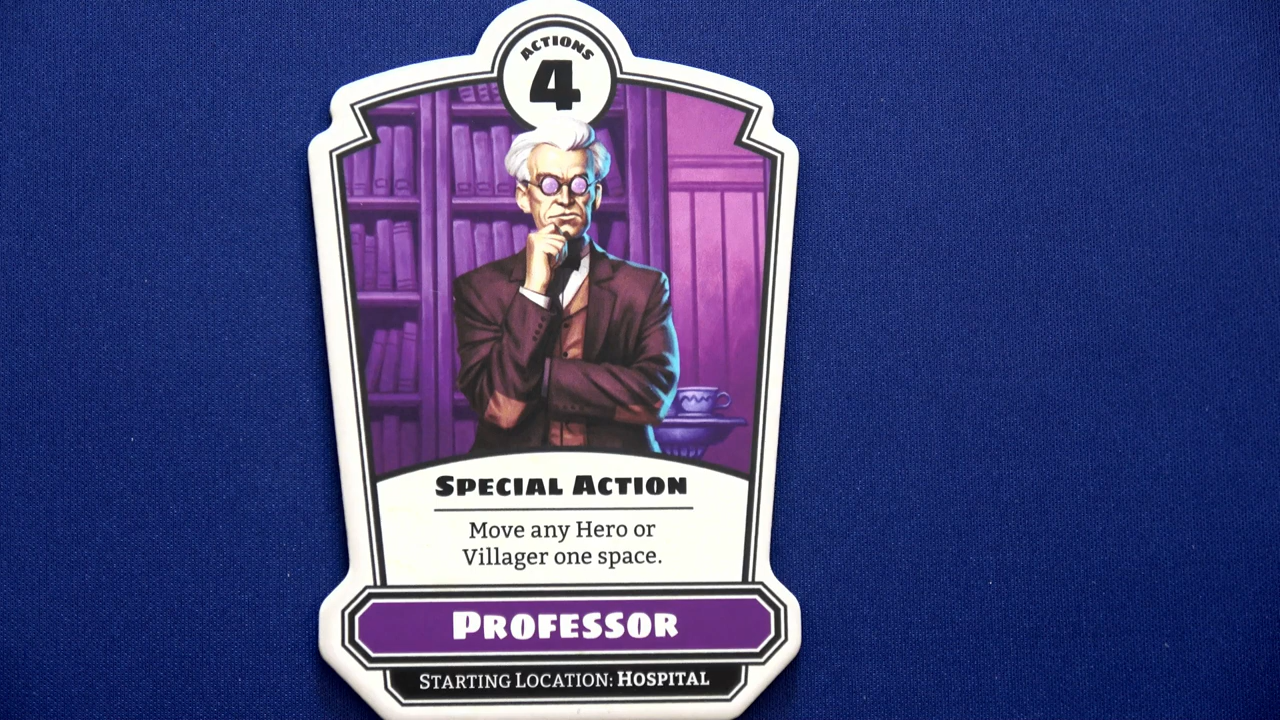 ACTIONS
4
SPECIAL ACTION
Move any Hero or
Villager one space.
PROFESSOR
STARTING LOCATION: HOSPITAL